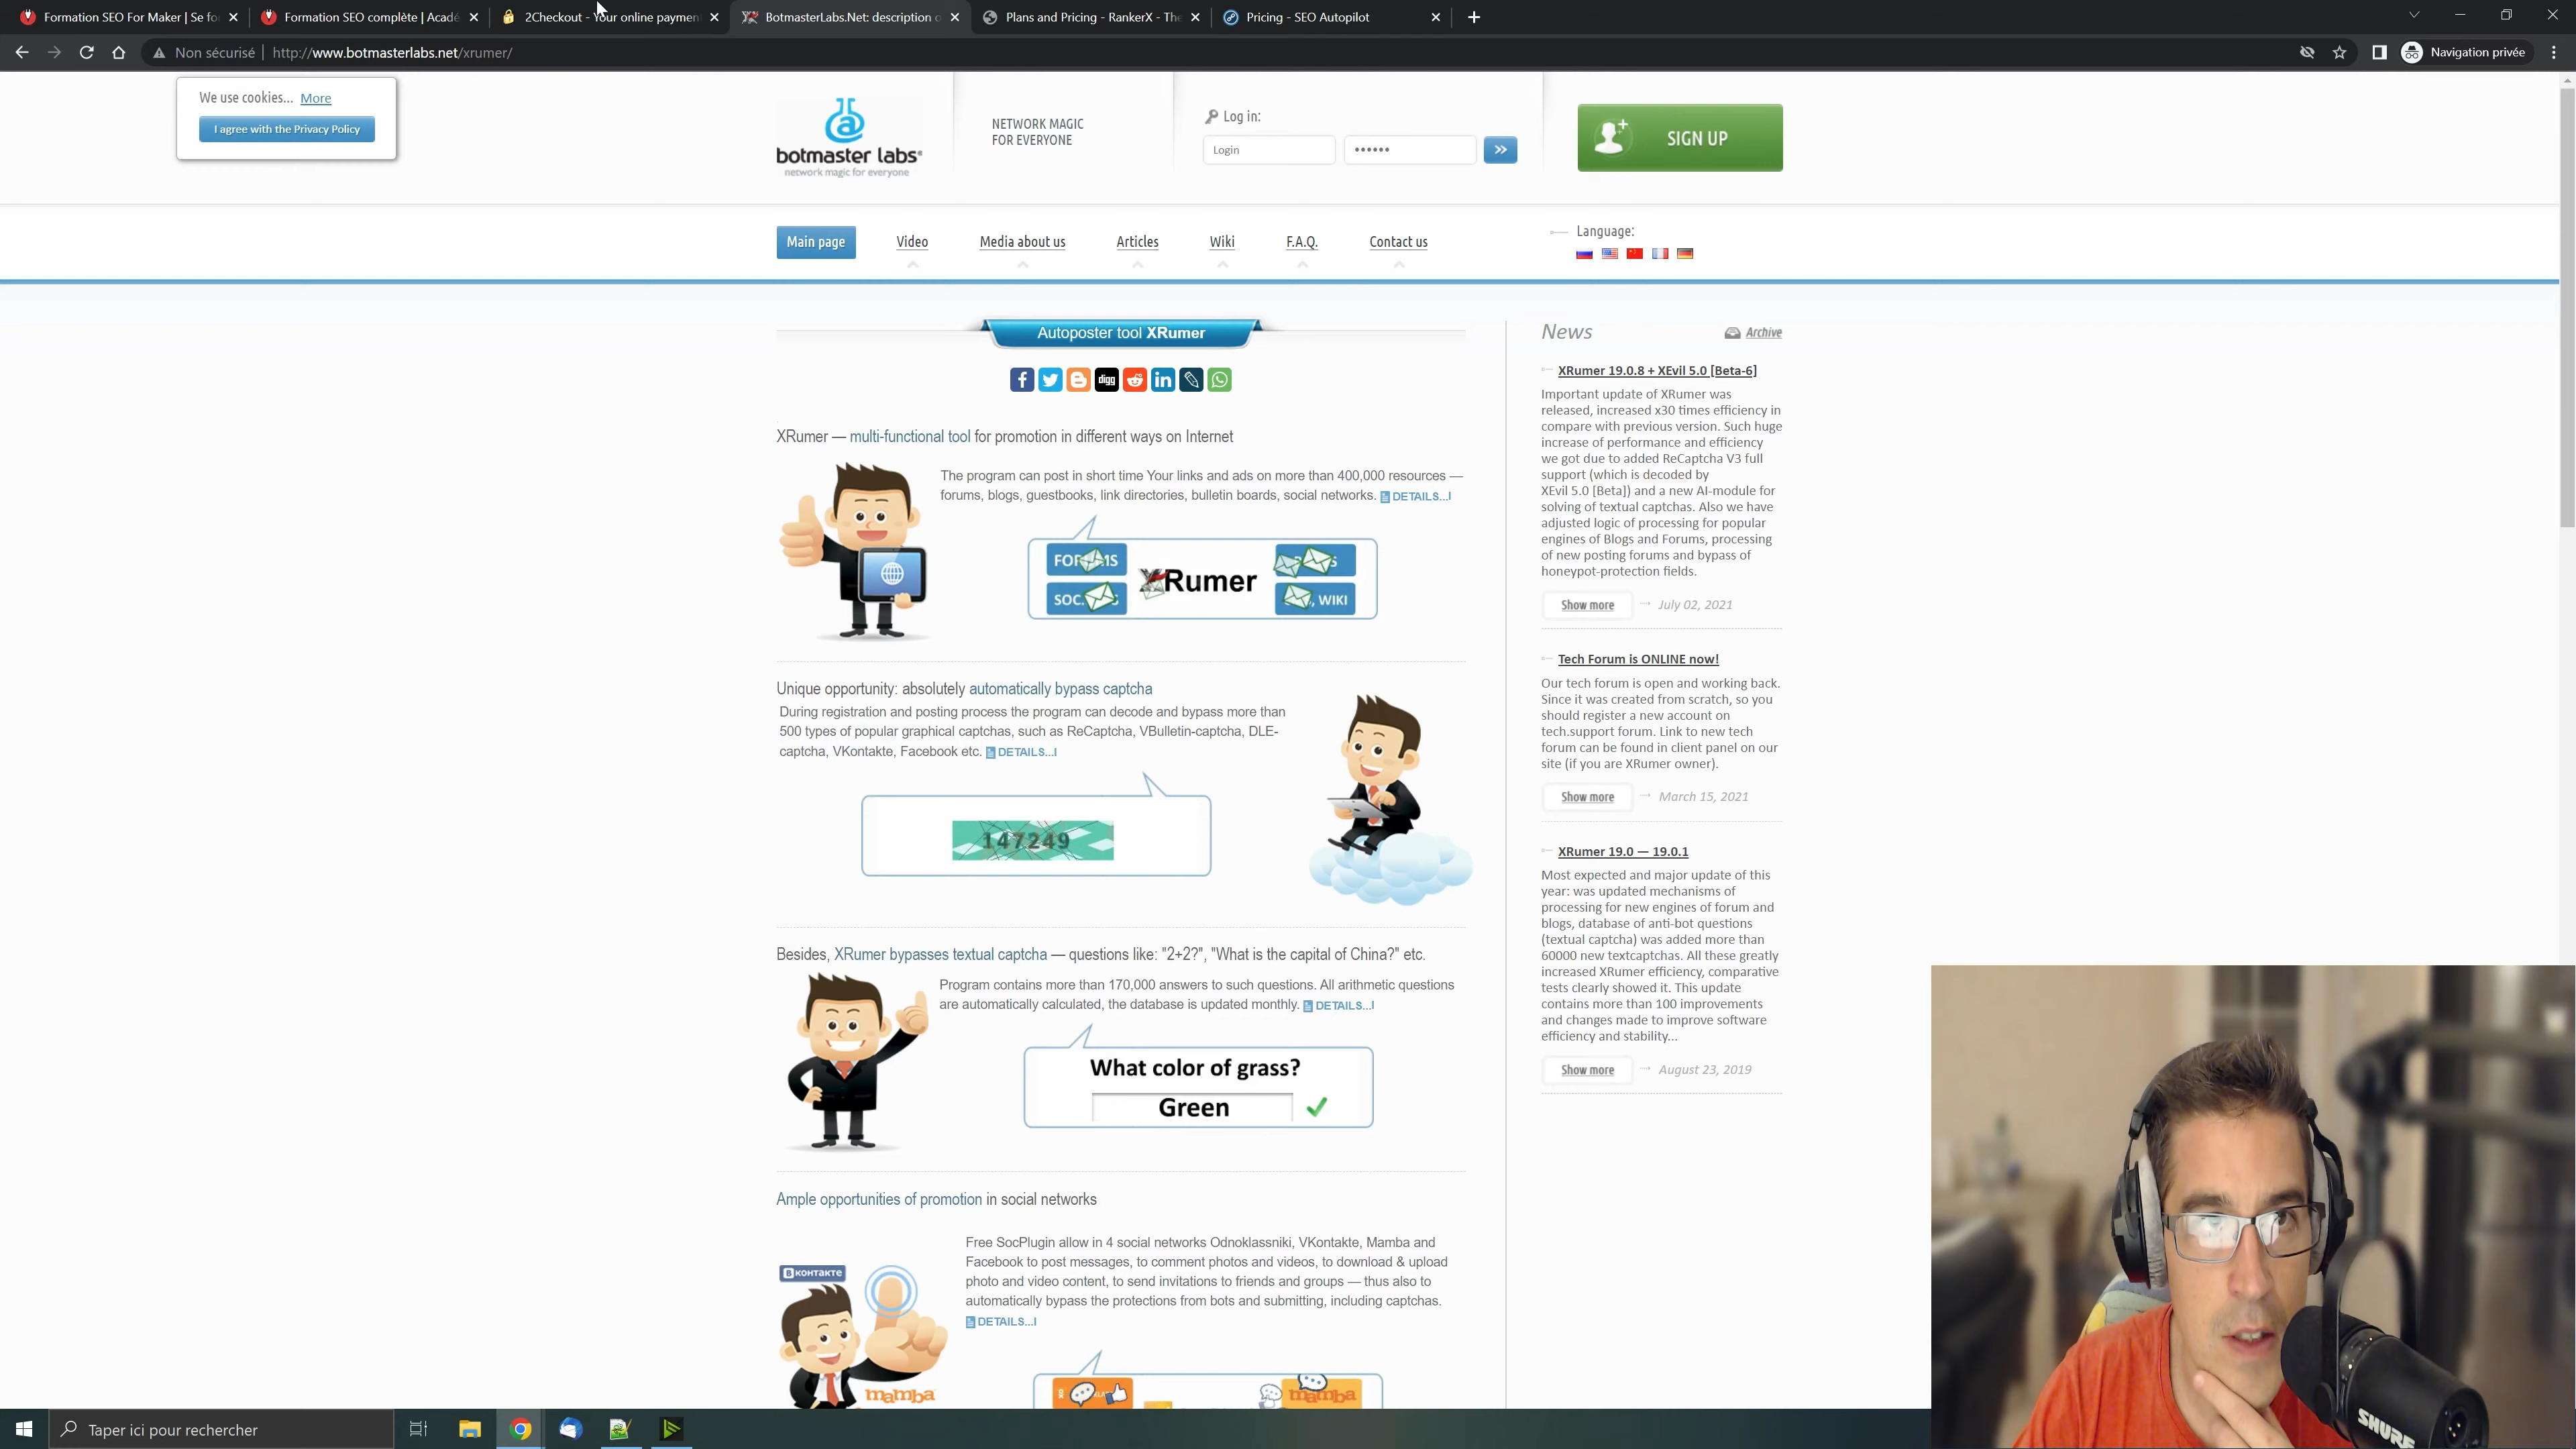 Formation SEO For Maker | Se fo
Formation SEO complète | Acadé
2Checkout - Your online payment
BotmasterLabs.Net: description o
Plans and Pricing - RankerX - The
Pricing - SEO Autopilot
Non sécurisé
http://www.botmasterlabs.net/xrumer/
Navigation privée
We use cookies... More
I agree with the Privacy Policy
botmaster labs
network magic for everyone
NETWORK MAGIC
FOR EVERYONE
Log in:
Login
SIGN UP
Main page
Video
Media about us
Articles
Wiki
F.A.Q.
Contact us
Language:
Autoposter tool XRumer
digg
XRumer — multi-functional tool for promotion in different ways on Internet
The program can post in short time Your links and ads on more than 400,000 resources —
forums, blogs, guestbooks, link directories, bulletin boards, social networks. DETAILS...
XRumer
WIKI
Unique opportunity: absolutely automatically bypass captcha
During registration and posting process the program can decode and bypass more than
500 types of popular graphical captchas, such as ReCaptcha, VBulletin-captcha, DLE-
captcha, VKontakte, Facebook etc. DETAILS...
147249
Besides, XRumer bypasses textual captcha — questions like: "2+2?", "What is the capital of China?" etc.
Program contains more than 170,000 answers to such questions. All arithmetic questions
are automatically calculated, the database is updated monthly. DETAILS...
What color of grass?
Green
Ample opportunities of promotion in social networks
Free SocPlugin allow in 4 social networks Odnoklassniki, VKontakte, Mamba and
Facebook to post messages, to comment photos and videos, to download & upload
photo and video content, to send invitations to friends and groups — thus also to
automatically bypass the protections from bots and submitting, including captchas.
DETAILS...
В контакте
mamba
mamba
News
Archive
XRumer 19.0.8 + XEvil 5.0 [Beta-6]
Important update of XRumer was
released, increased x30 times efficiency in
compare with previous version. Such huge
increase of performance and efficiency
we got due to added ReCaptcha V3 full
support (which is decoded by
XEvil 5.0 [Beta]) and a new AI-module for
solving of textual captchas. Also we have
adjusted logic of processing for popular
engines of Blogs and Forums, processing
of new posting forums and bypass of
honeypot-protection fields.
Show more
July 02, 2021
Tech Forum is ONLINE now!
Our tech forum is open and working back.
Since it was created from scratch, so you
should register a new account on
tech.support forum. Link to new tech
forum can be found in client panel on our
site (if you are XRumer owner).
Show more
March 15, 2021
XRumer 19.0 — 19.0.1
Most expected and major update of this
year: was updated mechanisms of
processing for new engines of forum and
blogs, database of anti-bot questions
(textual captcha) was added more than
60000 new textcaptchas. All these greatly
increased XRumer efficiency, comparative
tests clearly showed it. This update
contains more than 100 improvements
and changes made to improve software
efficiency and stability...
Show more
August 23, 2019
SHURE
Taper ici pour rechercher